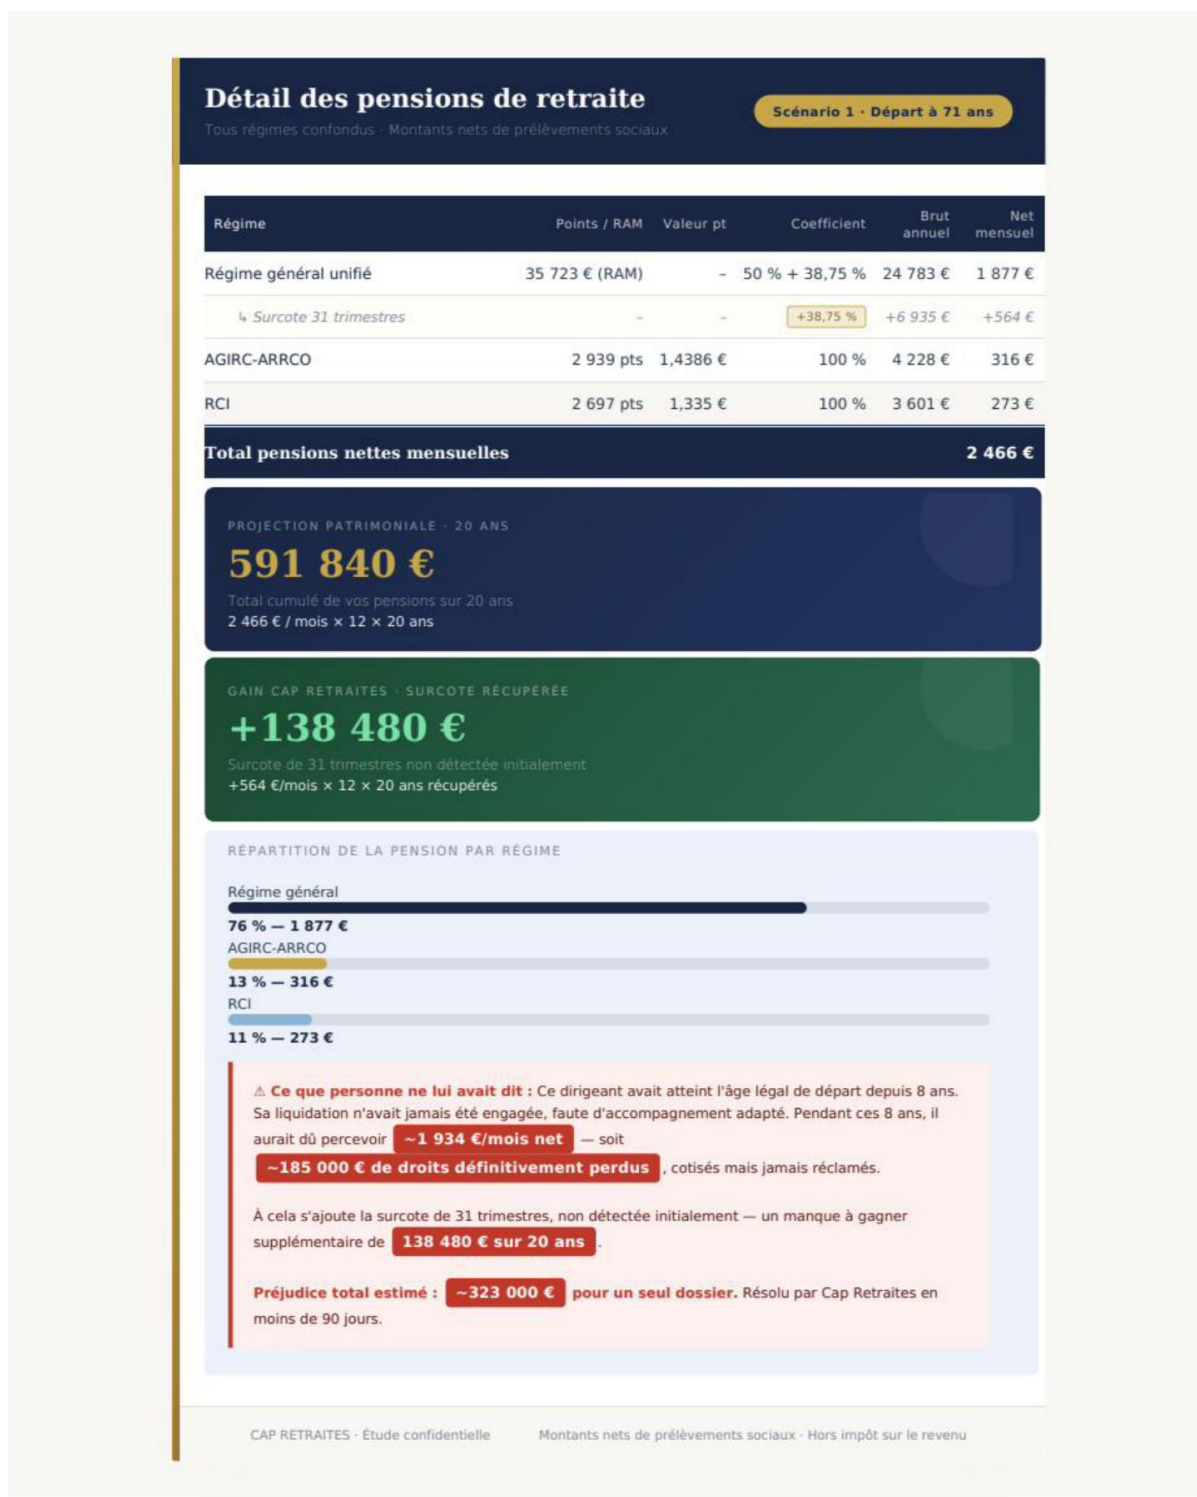 Détail des pensions de retraite
Tous régimes confondus · Montants nets de prélèvements sociaux
Scénario 1 · Départ à 71 ans
Régime Points / RAM Valeur pt Coefficient Brut annuel Net mensuel
Régime général unifié 35 723 € (RAM) – 50 % + 38,75 % 24 783 € 1 877 €
↳ Surcote 31 trimestres – – +38,75 % +6 935 € +564 €
AGIRC-ARRCO 2 939 pts 1,4386 € 100 % 4 228 € 316 €
RCI 2 697 pts 1,335 € 100 % 3 601 € 273 €
Total pensions nettes mensuelles 2 466 €
PROJECTION PATRIMONIALE · 20 ANS
591 840 €
Total cumulé de vos pensions sur 20 ans
2 466 € / mois × 12 × 20 ans
GAIN CAP RETRAITES · SURCOTE RÉCUPÉRÉE
+138 480 €
Surcote de 31 trimestres non détectée initialement
+564 €/mois × 12 × 20 ans récupérés
RÉPARTITION DE LA PENSION PAR RÉGIME
Régime général
76 % — 1 877 €
AGIRC-ARRCO
13 % — 316 €
RCI
11 % — 273 €
⚠ Ce que personne ne lui avait dit : Ce dirigeant avait atteint l'âge légal de départ depuis 8 ans.
Sa liquidation n'avait jamais été engagée, faute d'accompagnement adapté. Pendant ces 8 ans, il
aurait dû percevoir ~1 934 €/mois net — soit
~185 000 € de droits définitivement perdus , cotisés mais jamais réclamés.
À cela s'ajoute la surcote de 31 trimestres, non détectée initialement — un manque à gagner
supplémentaire de 138 480 € sur 20 ans .
Préjudice total estimé : ~323 000 € pour un seul dossier. Résolu par Cap Retraites en
moins de 90 jours.
CAP RETRAITES · Étude confidentielle
Montants nets de prélèvements sociaux · Hors impôt sur le revenu